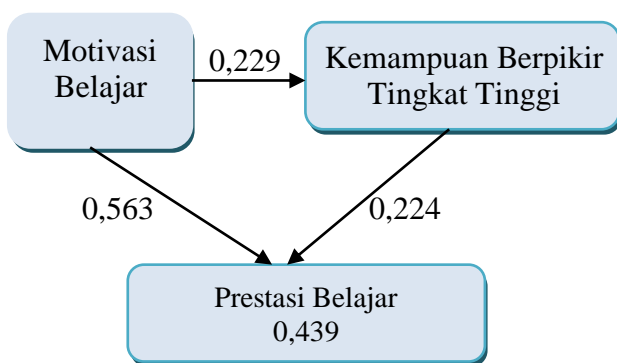 Motivasi
Belajar
0,229
Kemampuan Berpikir
Tingkat Tinggi
0,563
0,224
Prestasi Belajar
0,439